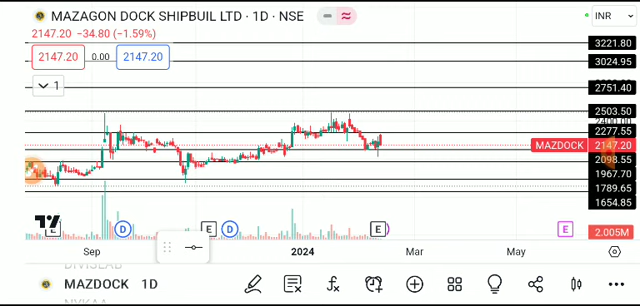 MAZAGON DOCK SHIPBUIL LTD · 1D · NSE
INR
2147.20 −34.80 (−1.59%)
2147.20 0.00 2147.20
1
3221.80
3024.95
2751.40
2503.50
2400.00
2277.55
MAZDOCK 2147.20
2098.55
1967.70
1789.65
1654.85
2.005M
E D E D E E
Sep 2024 Mar May
DIVISLAB
MAZDOCK 1D
NYKAA